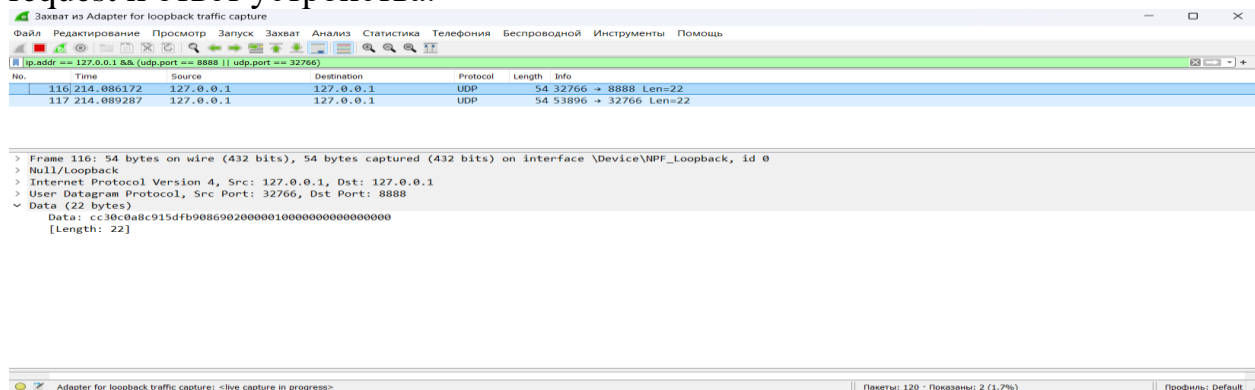 request и ответ устройства:
Захват из Adapter for loopback traffic capture
Файл Редактирование Просмотр Запуск Захват Анализ Статистика Телефония Беспроводной Инструменты Помощь
ip.addr == 127.0.0.1 && (udp.port == 8888 || udp.port == 32766)
No. Time Source Destination Protocol Length Info
116 214.086172 127.0.0.1 127.0.0.1 UDP 54 32766 → 8888 Len=22
117 214.089287 127.0.0.1 127.0.0.1 UDP 54 53896 → 32766 Len=22
> Frame 116: 54 bytes on wire (432 bits), 54 bytes captured (432 bits) on interface \Device\NPF_Loopback, id 0
> Null/Loopback
> Internet Protocol Version 4, Src: 127.0.0.1, Dst: 127.0.0.1
> User Datagram Protocol, Src Port: 32766, Dst Port: 8888
Data (22 bytes)
Data: cc30c0a8c915dfb90869020000010000000000000000
[Length: 22]
Adapter for loopback traffic capture: <live capture in progress>
Пакеты: 120 · Показаны: 2 (1.7%)
Профиль: Default